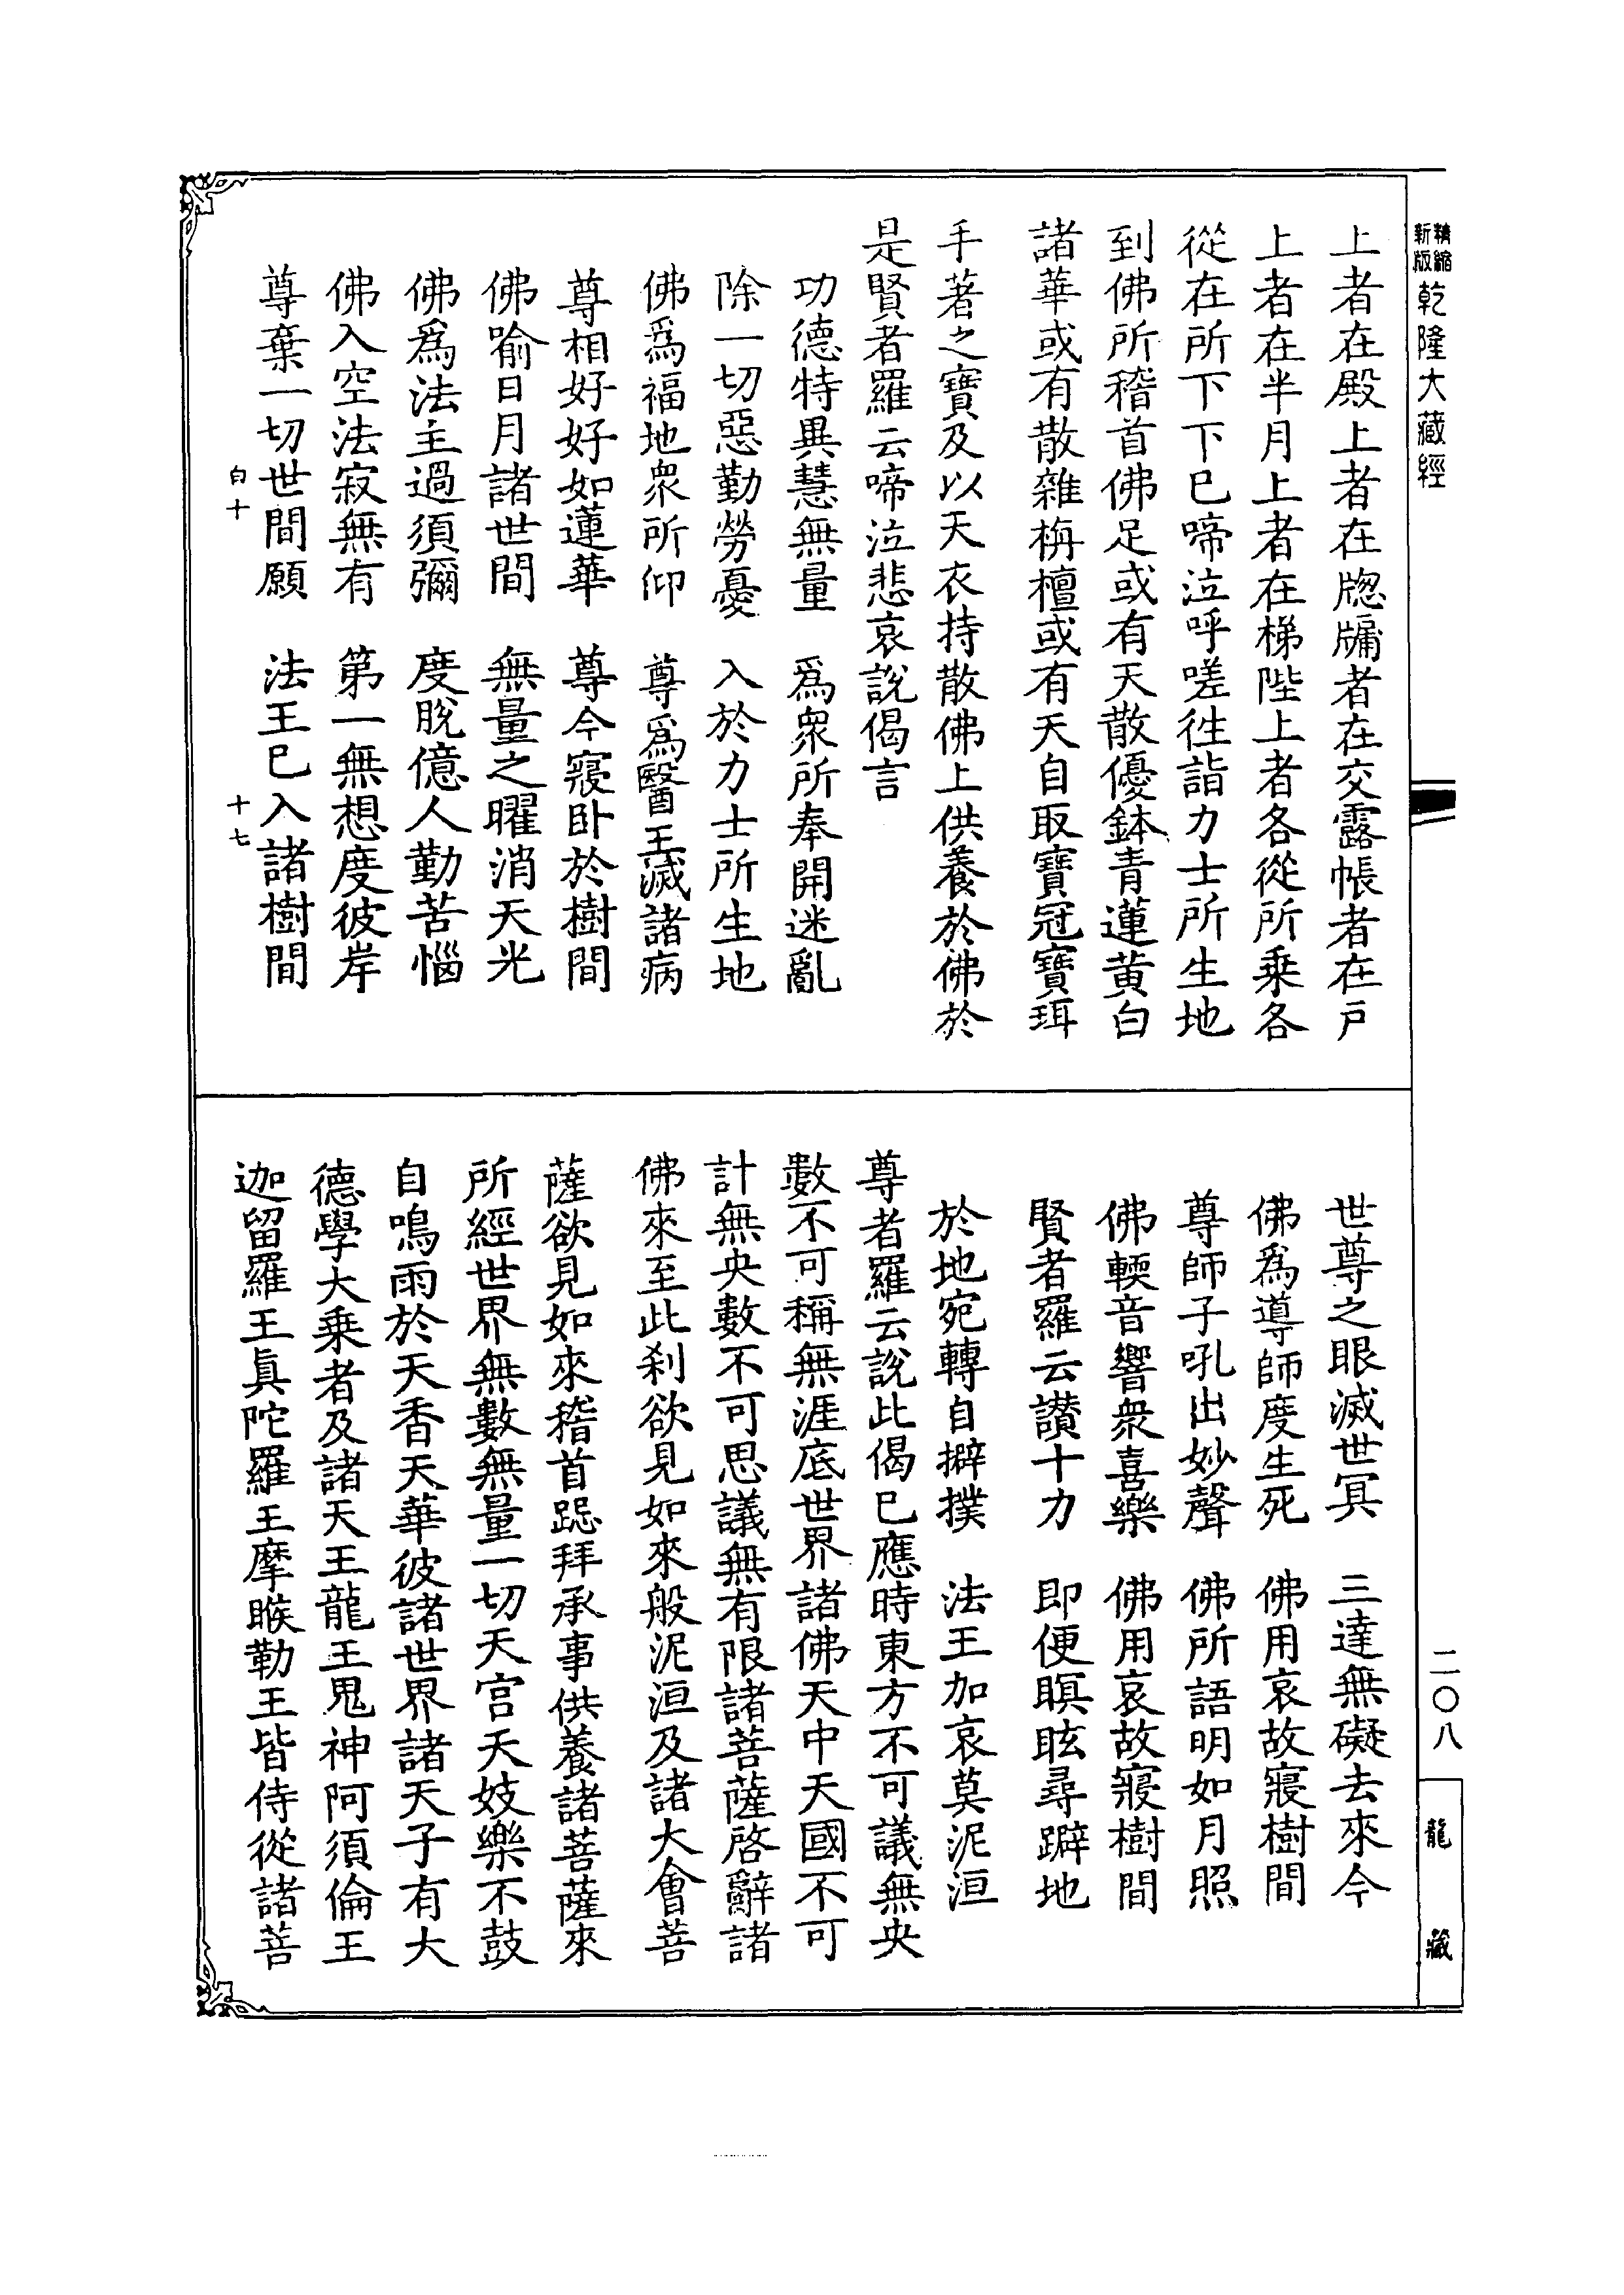 精縮
新版
乾隆大藏經
上者在殿上者在牕牖者在交露帳者在戶
上者在半月上者在梯陛上者各從所乘各
從在所下下已啼泣呼嗟徃詣力士所生地
到佛所稽首佛足或有天散優鉢青蓮黄白
諸華或有散雜栴檀或有天自取寶冠寶珥
手著之寶及以天衣持散佛上供養於佛於
是賢者羅云啼泣悲哀說偈言
功德特異慧無量　爲衆所奉開迷亂
除一切惡勤勞憂　入於力士所生地
佛爲福地衆所仰　尊爲醫王滅諸病
尊相好好如蓮華　尊今寢卧於樹間
佛喻日月諸世間　無量之曜消天光
佛爲法主過須彌　度脫億人勤苦惱
佛入空法寂無有　第一無想度彼岸
尊棄一切世間願　法王已入諸樹間
白十　十七
世尊之眼滅世冥　三達無礙去來今
佛爲導師度生死　佛用哀故寢樹間
尊師子吼出妙聲　佛所語明如月照
佛輭音響衆喜樂　佛用哀故寢樹間
賢者羅云讚十力　即便瞑眩尋躃地
於地宛轉自擗撲　法王加哀莫泥洹
尊者羅云說此偈已應時東方不可議無央
數不可稱無涯底世界諸佛天中天國不可
計無央數不可思議無有限諸菩薩啓辭諸
佛來至此刹欲見如來般泥洹及諸大會菩
薩欲見如來稽首跽拜承事供養諸菩薩來
所經世界無數無量一切天宮天妓樂不鼓
自鳴雨於天香天華彼諸世界諸天子有大
德學大乘者及諸天王龍王鬼神阿須倫王
迦留羅王眞陀羅王摩睺勒王皆侍從諸菩
二〇八
龍藏